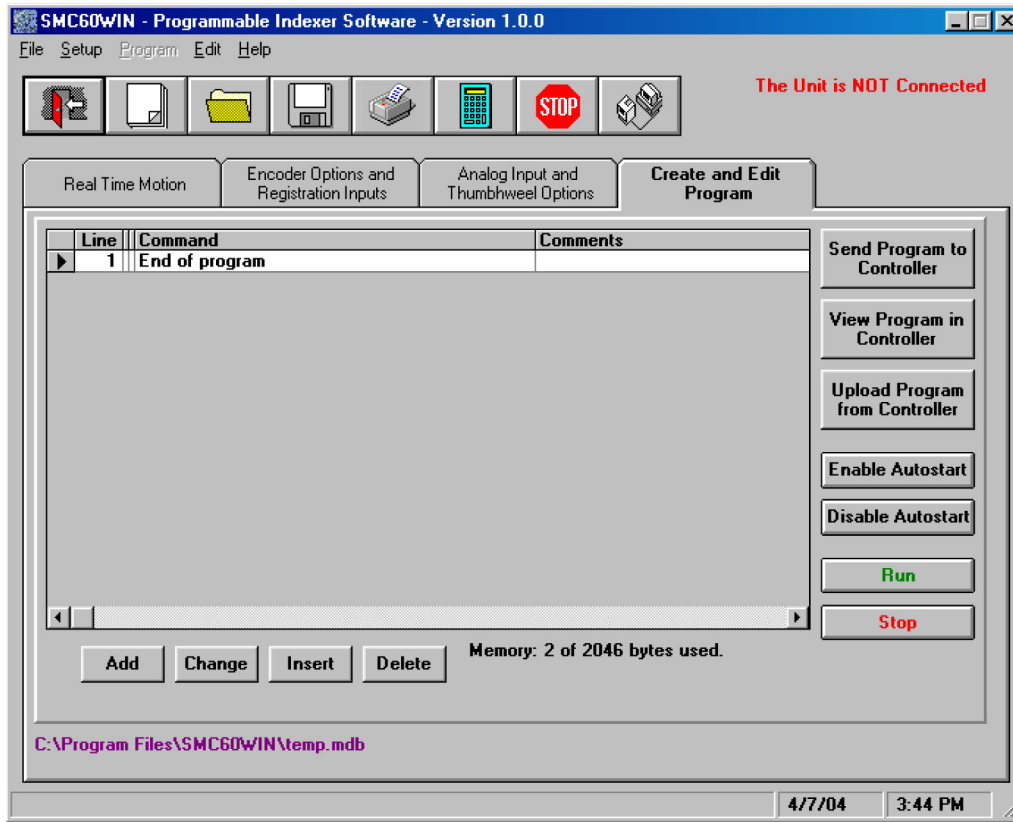 SMC60WIN - Programmable Indexer Software - Version 1.0.0
File Setup Program Edit Help
STOP
The Unit is NOT Connected
Real Time Motion
Encoder Options and
Registration Inputs
Analog Input and
Thumbhweel Options
Create and Edit
Program
Line Command Comments
1 End of program
Send Program to
Controller
View Program in
Controller
Upload Program
from Controller
Enable Autostart
Disable Autostart
Run
Stop
Add Change Insert Delete
Memory: 2 of 2046 bytes used.
C:\Program Files\SMC60WIN\temp.mdb
4/7/04 3:44 PM